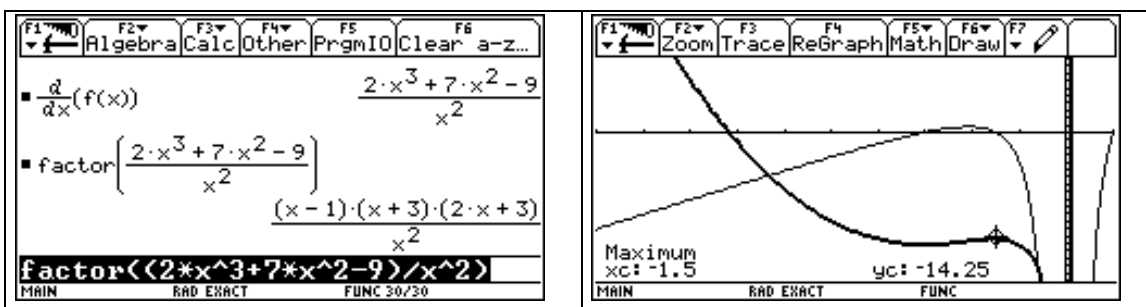 F1 F2 F3 F4 F5 F6
Algebra Calc Other PrgmIO Clear a-z…
▪ d/dx(f(x)) (2·x^3 + 7·x^2 - 9)/x^2
▪ factor((2·x^3 + 7·x^2 - 9)/x^2)
((x - 1)·(x + 3)·(2·x + 3))/x^2
factor((2*x^3+7*x^2-9)/x^2)
MAIN RAD EXACT FUNC 30/30
F1 F2 F3 F4 F5 F6 F7
Zoom Trace ReGraph Math Draw
Maximum
xc: -1.5 yc: -14.25
MAIN RAD EXACT FUNC